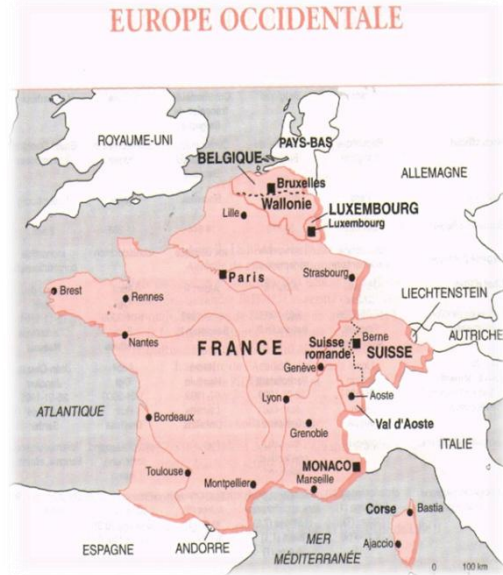 EUROPE OCCIDENTALE
ROYAUME-UNI
PAYS-BAS
BELGIQUE
ALLEMAGNE
Bruxelles
Wallonie
Lille
LUXEMBOURG
Luxembourg
Paris
Strasbourg
Brest
Rennes
LIECHTENSTEIN
Nantes
FRANCE
Suisse
romande
Berne
SUISSE
AUTRICHE
Genève
Lyon
Aoste
ATLANTIQUE
Bordeaux
Val d'Aoste
Grenoble
ITALIE
Toulouse
MONACO
Montpellier
Marseille
Corse
Bastia
MER
MÉDITERRANÉE
Ajaccio
ESPAGNE
ANDORRE
0 100 km